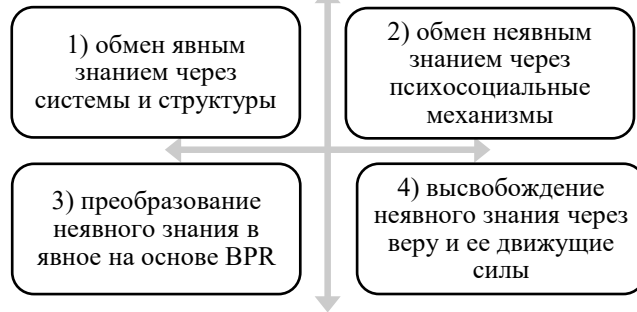 1) обмен явным
знанием через
системы и структуры
2) обмен неявным
знанием через
психосоциальные
механизмы
3) преобразование
неявного знания в
явное на основе BPR
4) высвобождение
неявного знания через
веру и ее движущие
силы